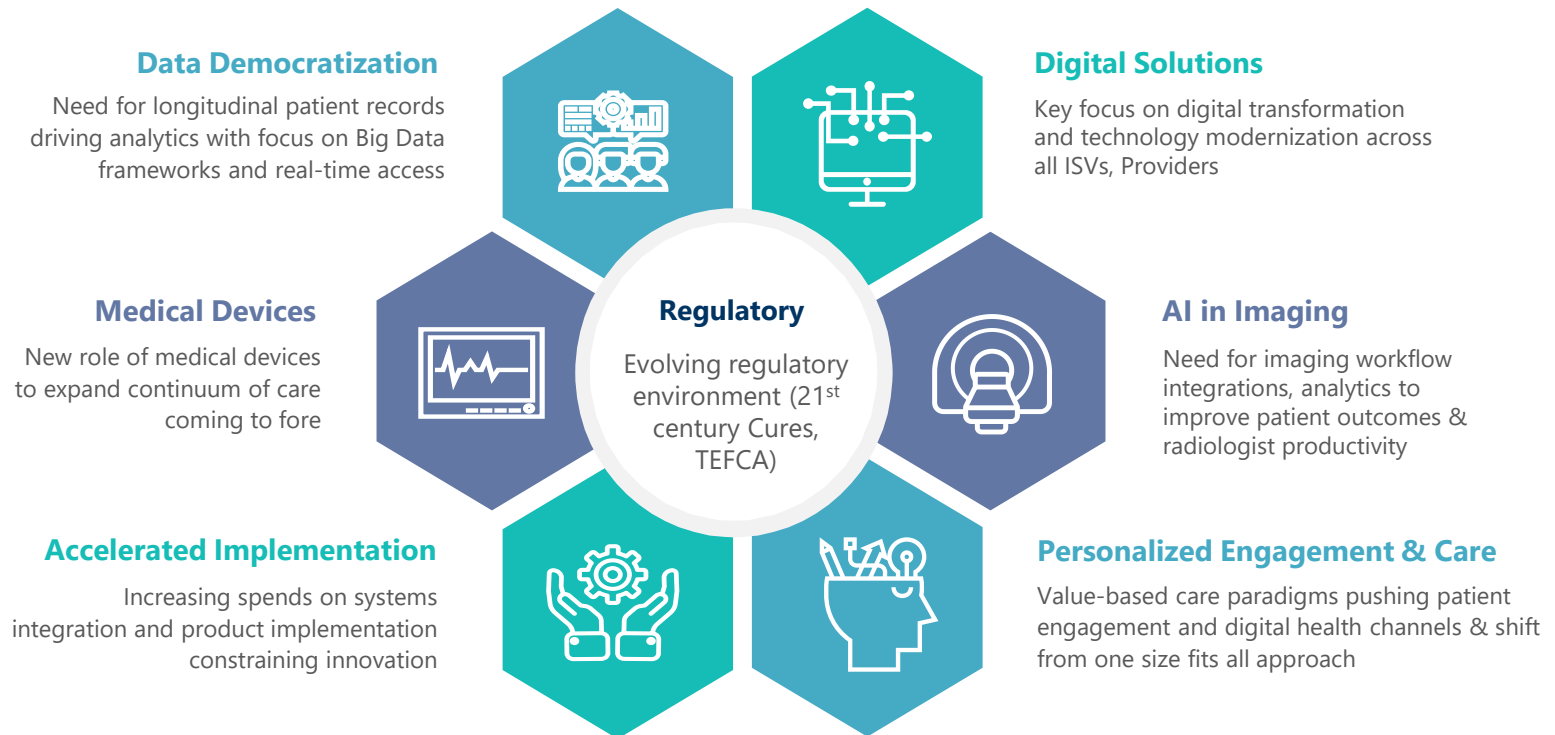 Data Democratization
Need for longitudinal patient records
driving analytics with focus on Big Data
frameworks and real-time access
Digital Solutions
Key focus on digital transformation
and technology modernization across
all ISVs, Providers
Medical Devices
New role of medical devices
to expand continuum of care
coming to fore
Regulatory
Evolving regulatory
environment (21st
century Cures,
TEFCA)
AI in Imaging
Need for imaging workflow
integrations, analytics to
improve patient outcomes &
radiologist productivity
Accelerated Implementation
Increasing spends on systems
integration and product implementation
constraining innovation
Personalized Engagement & Care
Value-based care paradigms pushing patient
engagement and digital health channels & shift
from one size fits all approach